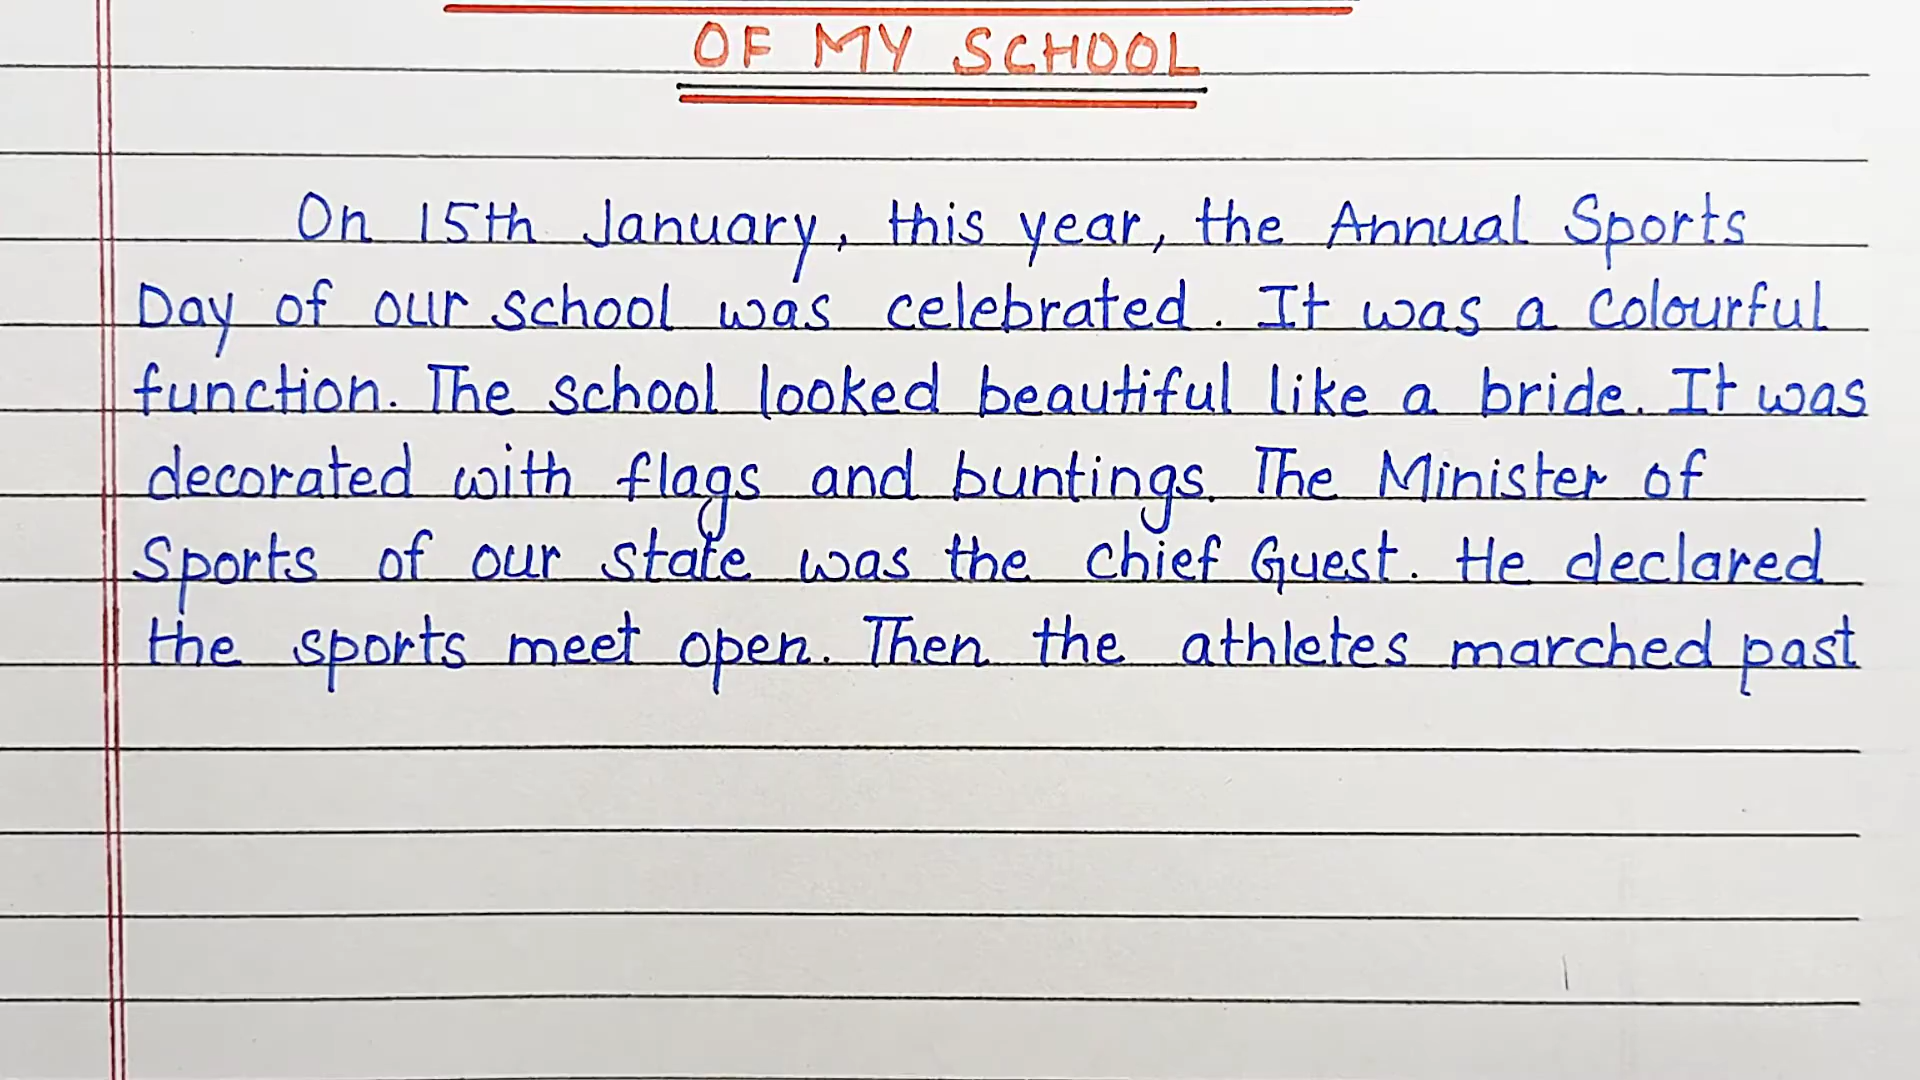 OF MY SCHOOL
On 15th January, this year, the Annual Sports
Day of our school was celebrated. It was a colourful
function. The school looked beautiful like a bride. It was
decorated with flags and buntings. The Minister of
Sports of our state was the chief Guest. He declared
the sports meet open. Then the athletes marched past